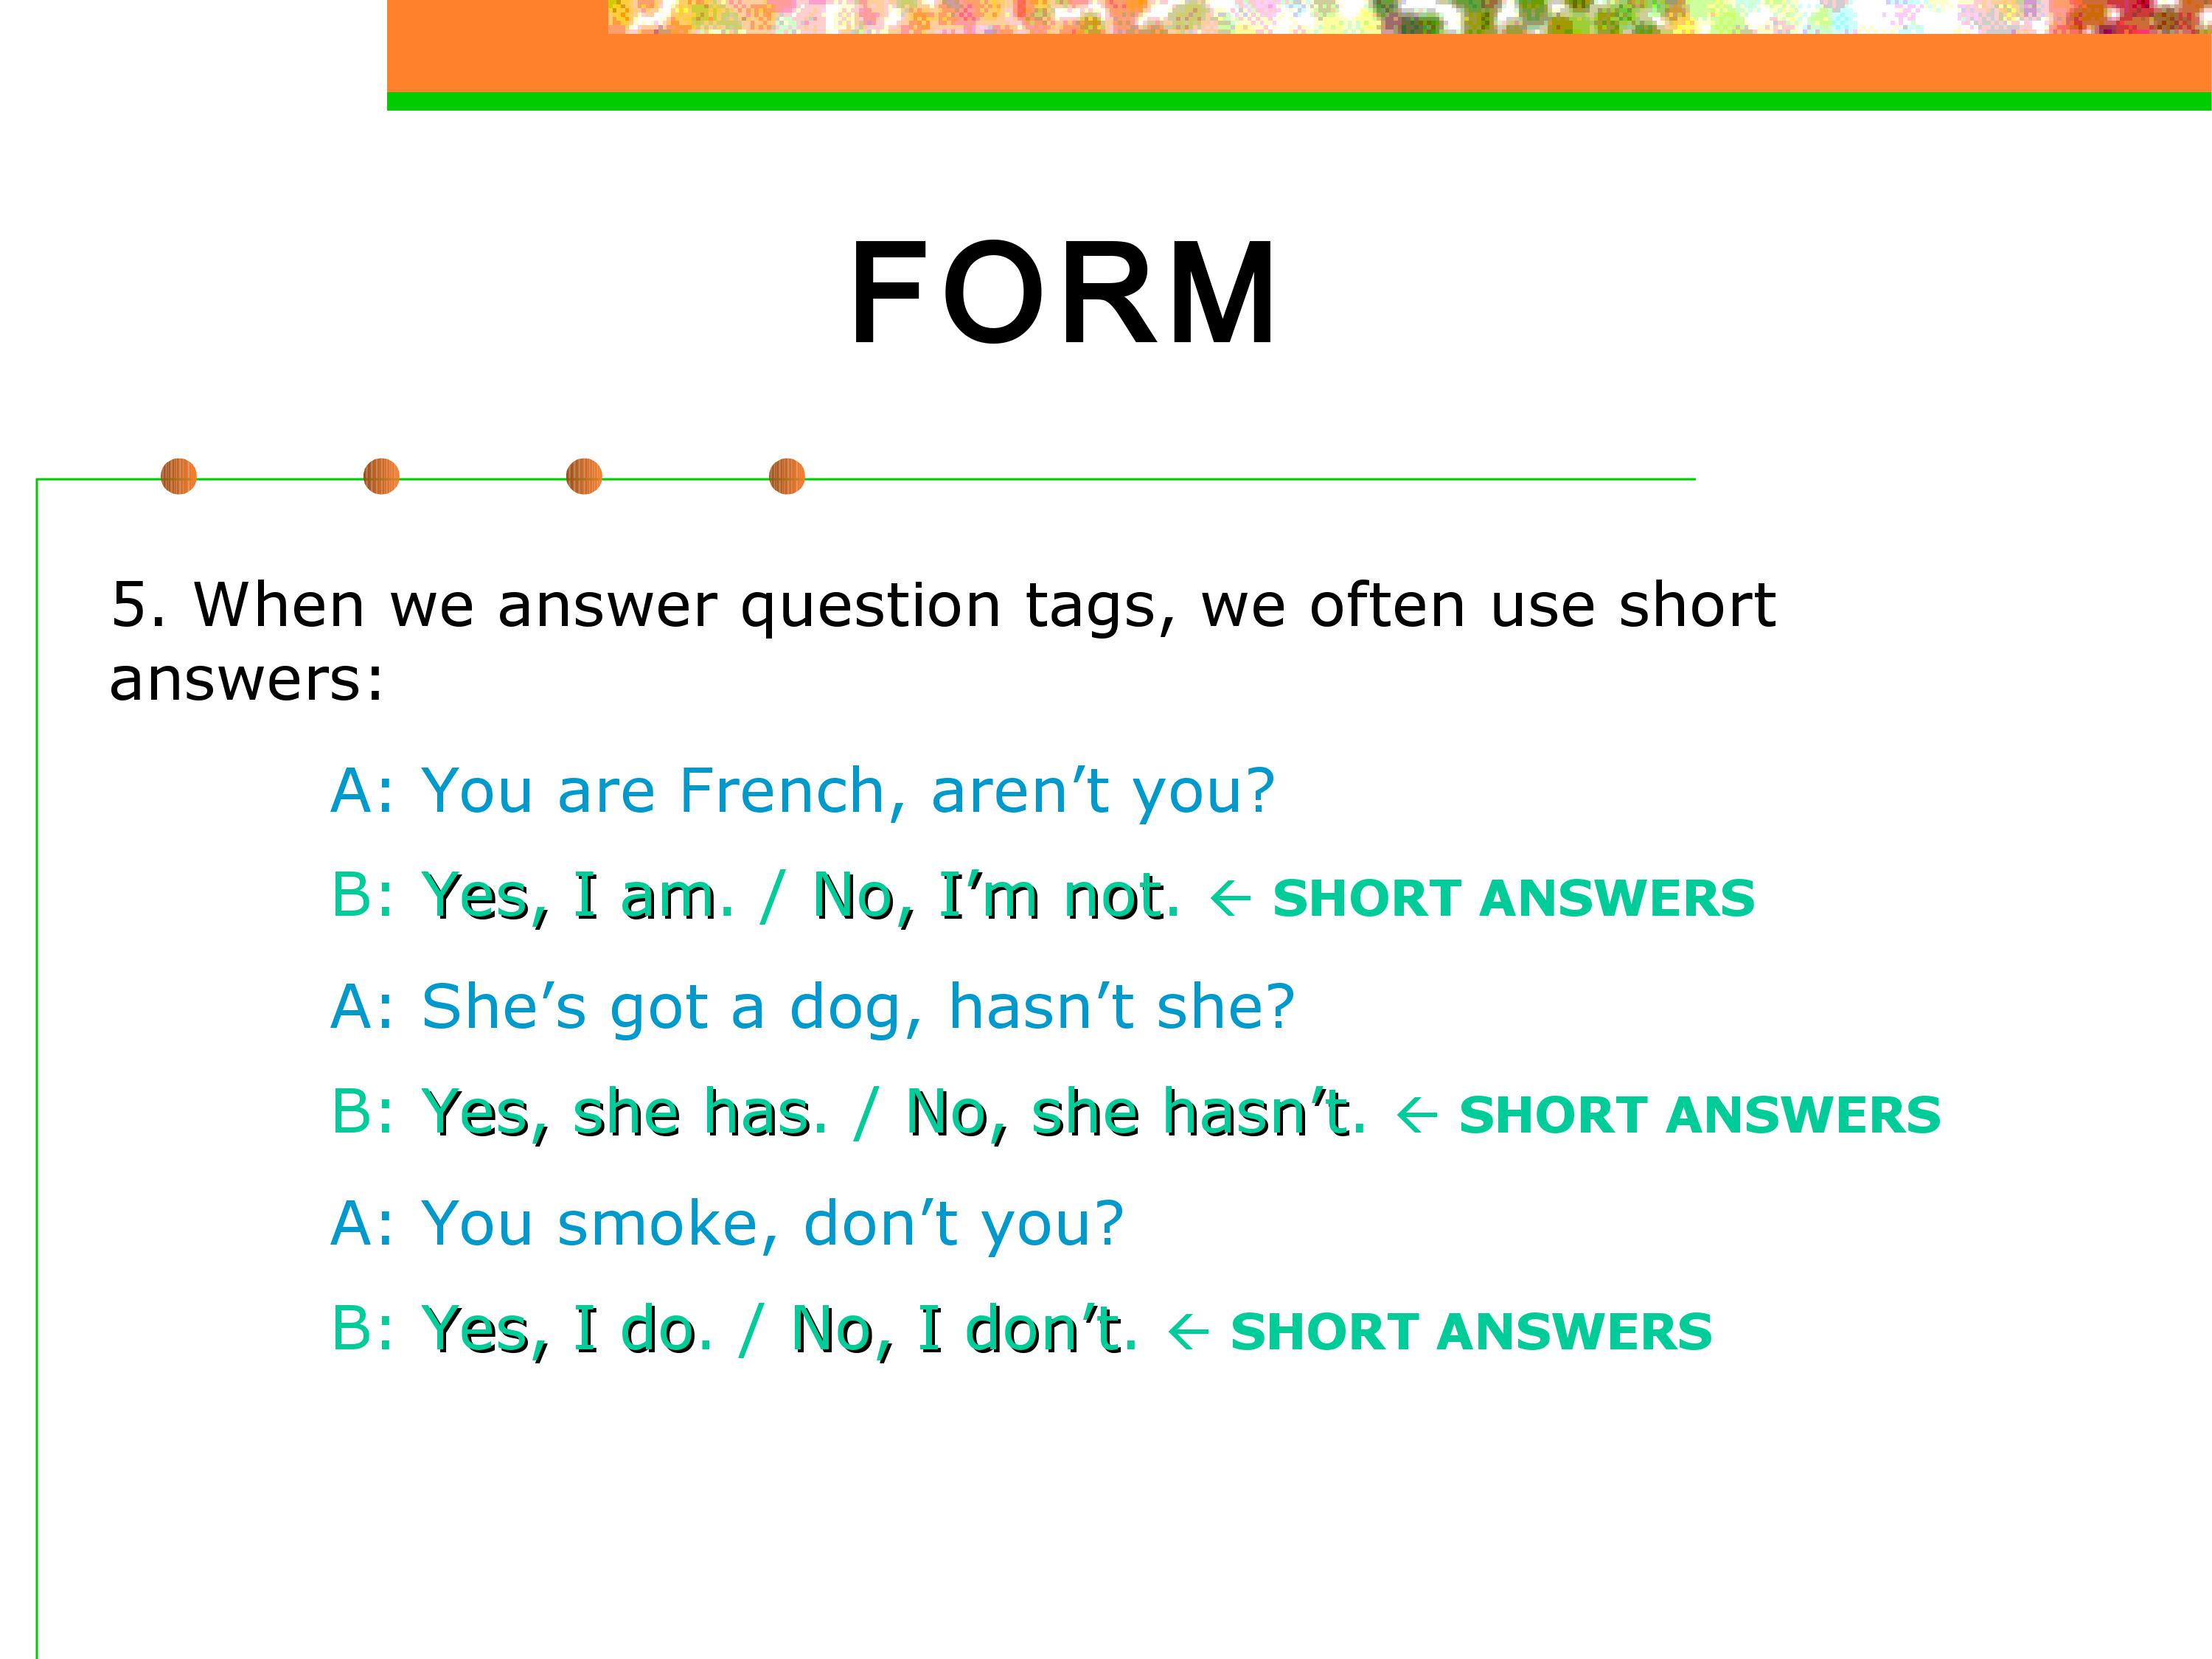 FORM
5. When we answer question tags, we often use short
answers:
A: You are French, aren’t you?
B: Yes, I am. / No, I’m not. ← SHORT ANSWERS
A: She’s got a dog, hasn’t she?
B: Yes, she has. / No, she hasn’t. ← SHORT ANSWERS
A: You smoke, don’t you?
B: Yes, I do. / No, I don’t. ← SHORT ANSWERS